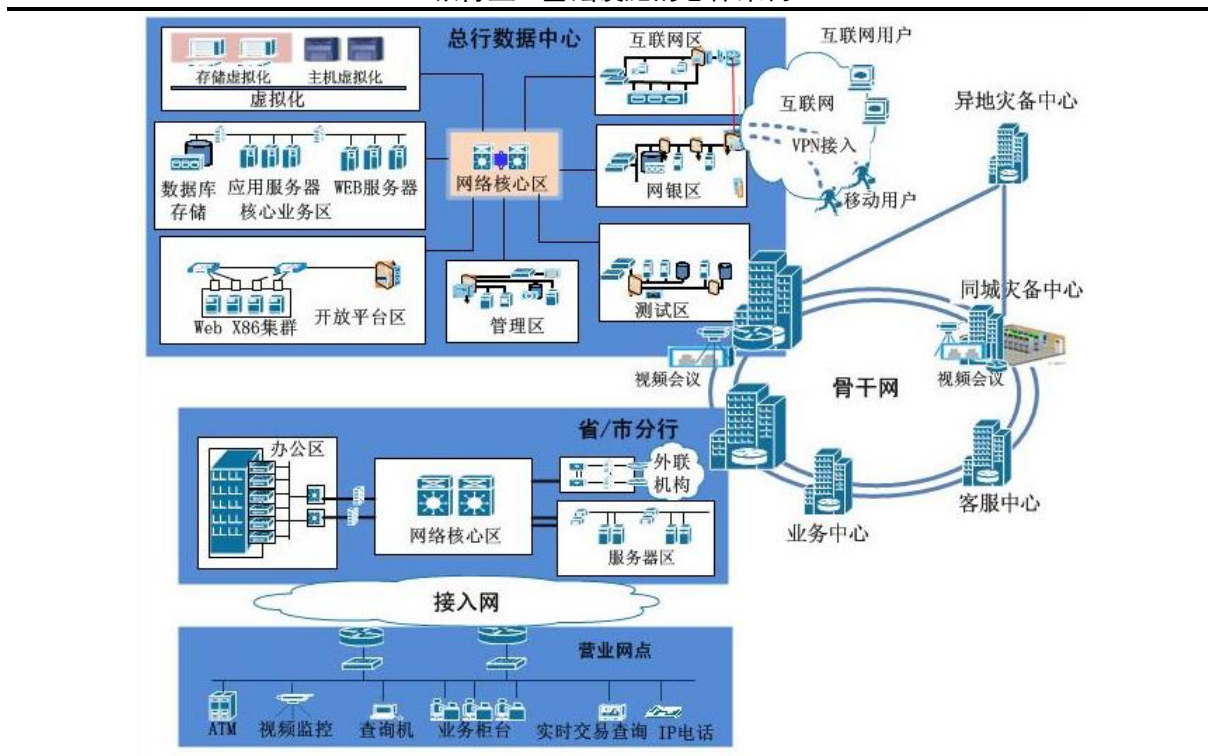 总行数据中心
存储虚拟化
主机虚拟化
虚拟化
互联网区
互联网用户
互联网
VPN接入
移动用户
异地灾备中心
数据库
存储
应用服务器
WEB服务器
核心业务区
网络核心区
网银区
Web X86集群
开放平台区
管理区
测试区
同城灾备中心
视频会议
视频会议
骨干网
省/市分行
办公区
网络核心区
外联
机构
服务器区
业务中心
客服中心
接入网
营业网点
ATM
视频监控
查询机
业务柜台
实时交易查询
IP电话